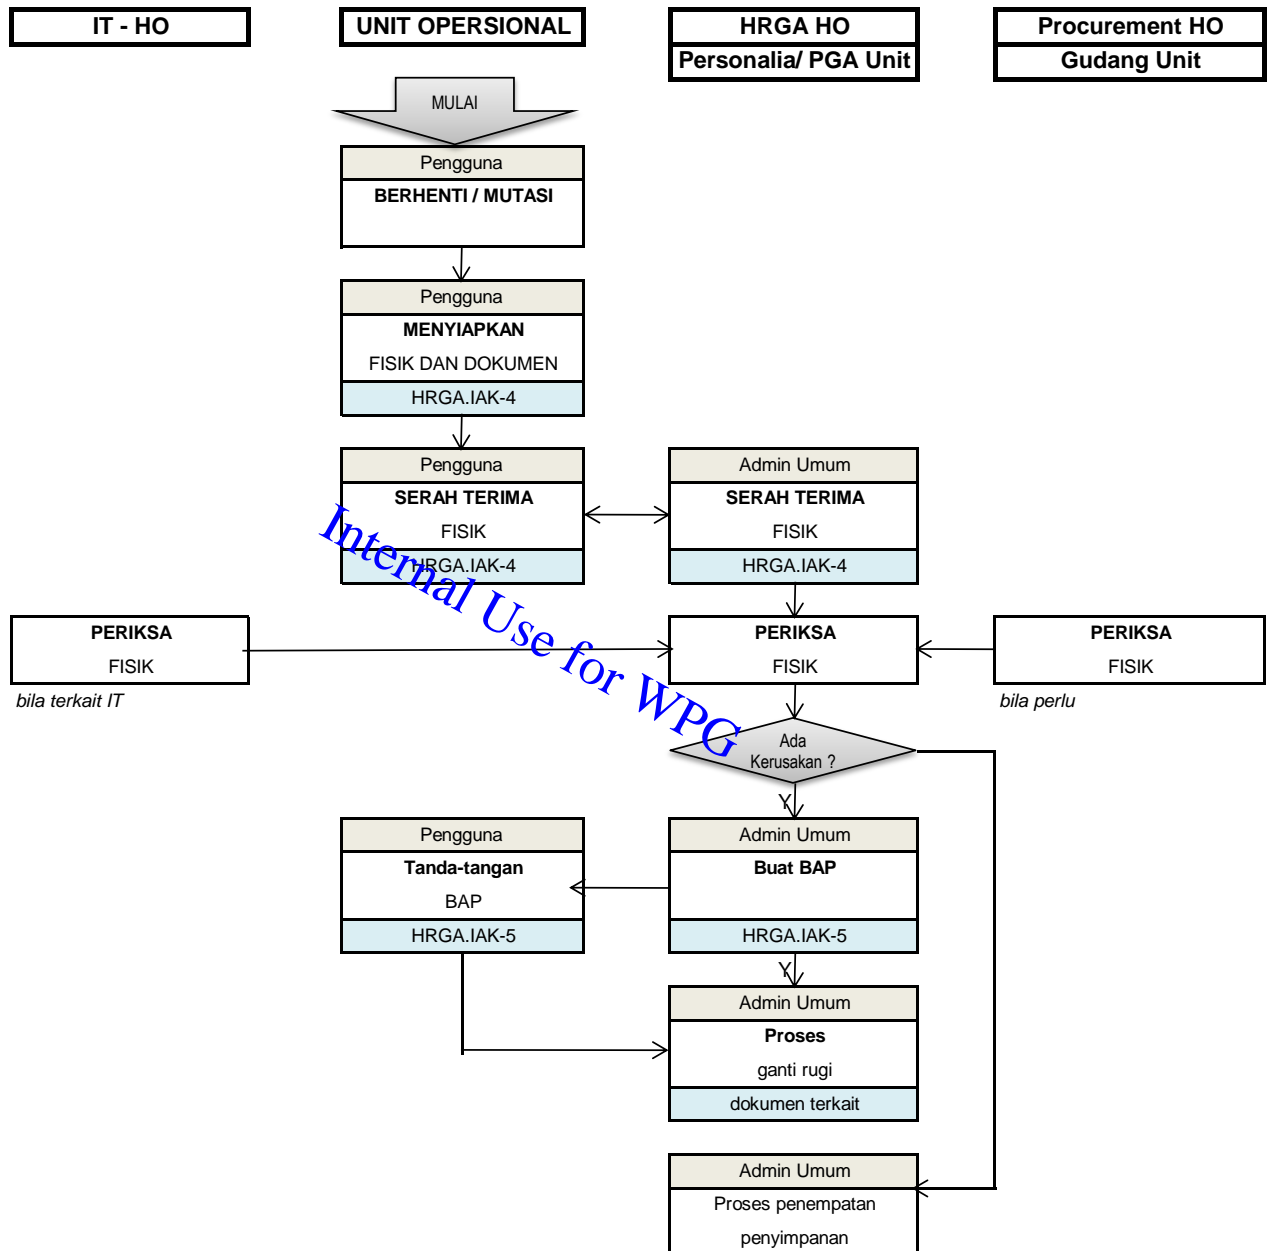 IT - HO
UNIT OPERSIONAL
HRGA HO
Procurement HO
Personalia/ PGA Unit
Gudang Unit
MULAI
Pengguna
BERHENTI / MUTASI
Pengguna
MENYIAPKAN
FISIK DAN DOKUMEN
HRGA.IAK-4
Pengguna
SERAH TERIMA
FISIK
HRGA.IAK-4
Admin Umum
SERAH TERIMA
FISIK
HRGA.IAK-4
Internal Use for WPG
PERIKSA
FISIK
bila terkait IT
PERIKSA
FISIK
PERIKSA
FISIK
bila perlu
Ada
Kerusakan ?
Y
Pengguna
Tanda-tangan
BAP
HRGA.IAK-5
Admin Umum
Buat BAP
HRGA.IAK-5
Y
Admin Umum
Proses
ganti rugi
dokumen terkait
Admin Umum
Proses penempatan
penyimpanan